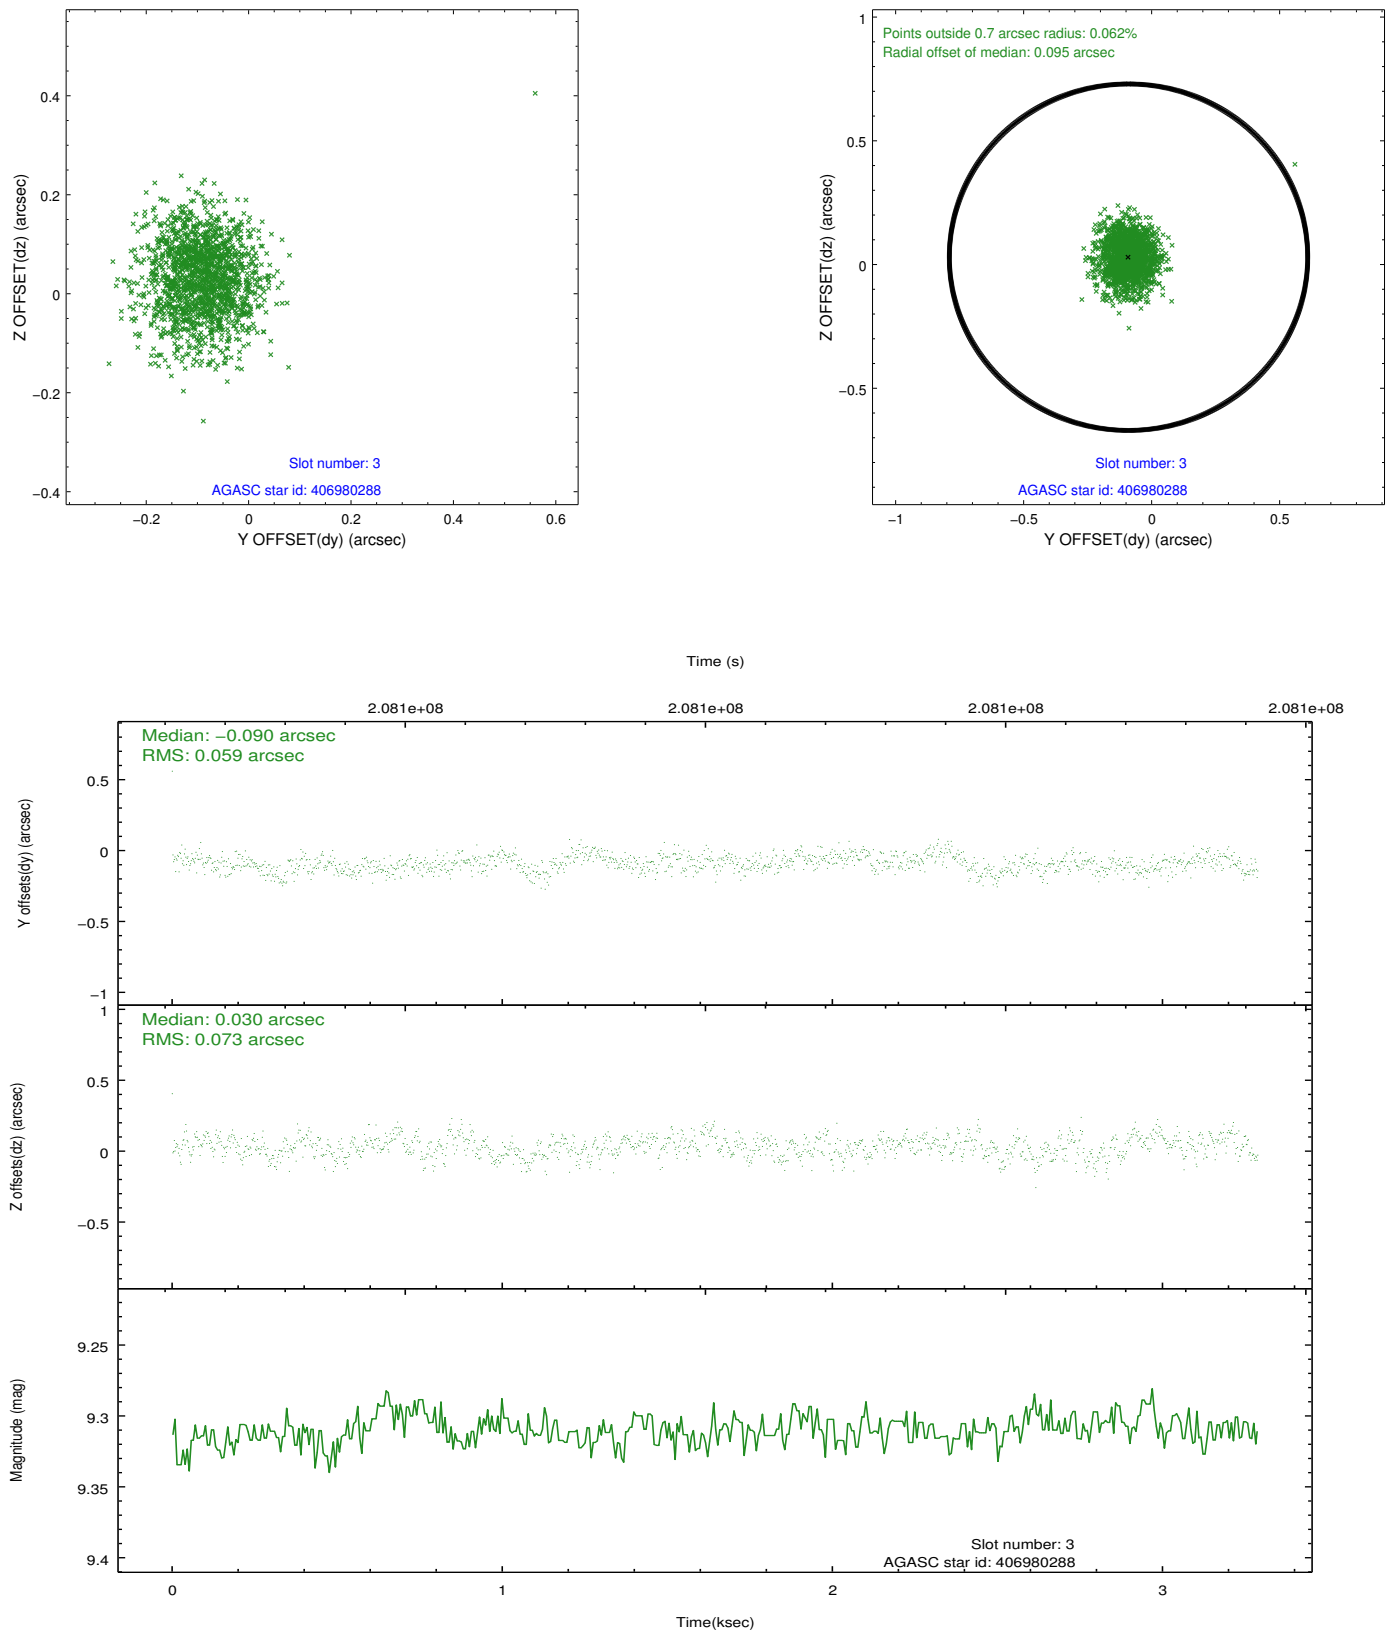 0.4
0.2
0
−0.2
−0.4
Z OFFSET(dz) (arcsec)
Slot number: 3
AGASC star id: 406980288
−0.2
0
0.2
0.4
0.6
Y OFFSET(dy) (arcsec)
1
0.5
0
−0.5
Z OFFSET(dz) (arcsec)
Points outside 0.7 arcsec radius: 0.062%
Radial offset of median: 0.095 arcsec
Slot number: 3
AGASC star id: 406980288
−1
−0.5
0
0.5
Y OFFSET(dy) (arcsec)
Time (s)
2.081e+08
2.081e+08
2.081e+08
2.081e+08
Median: −0.090 arcsec
RMS: 0.059 arcsec
0.5
0
−0.5
−1
Y offsets(dy) (arcsec)
Median: 0.030 arcsec
RMS: 0.073 arcsec
1
0.5
0
−0.5
Z offsets(dz) (arcsec)
9.25
9.3
9.35
9.4
Magnitude (mag)
Slot number: 3
AGASC star id: 406980288
0
1
2
3
Time(ksec)